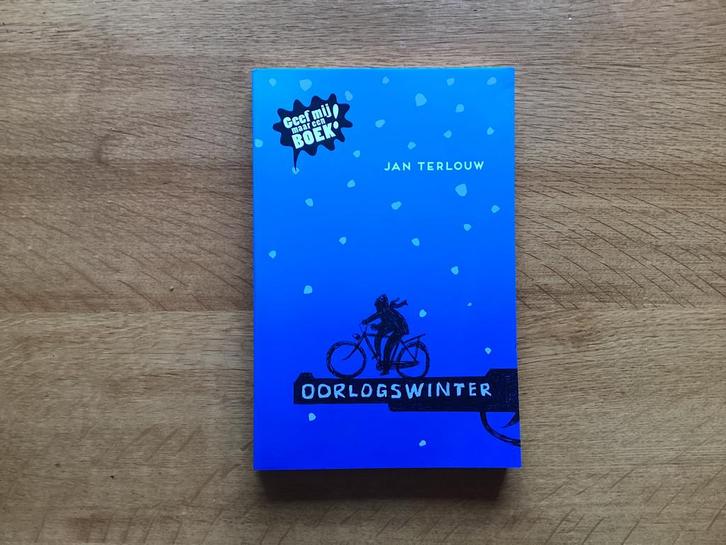 Geef mij
maar een
BOEK!
JAN TERLOUW
OORLOGSWINTER